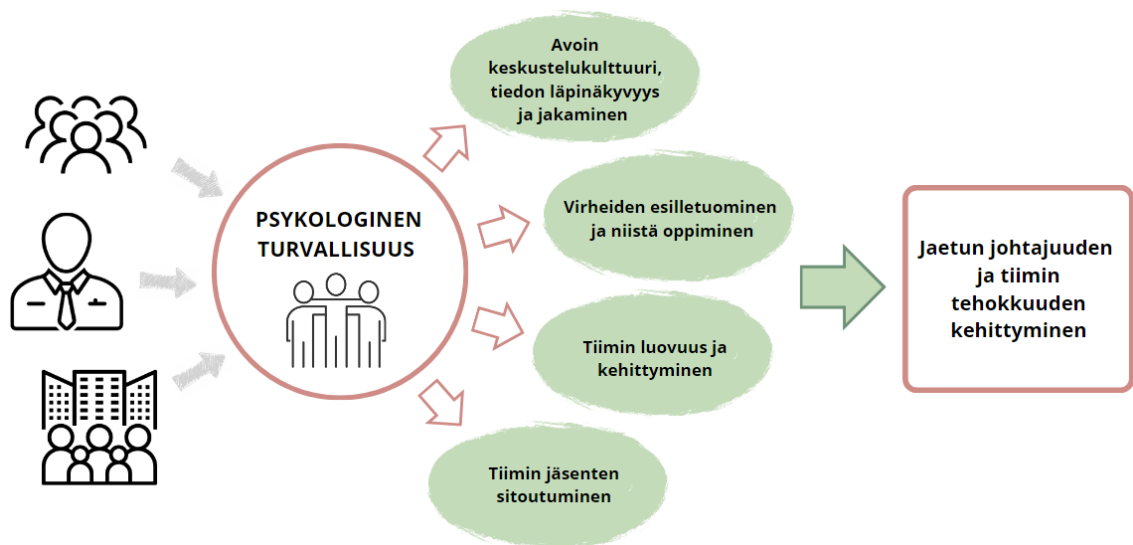 Avoin
keskustelukulttuuri,
tiedon läpinäkyvyys
ja jakaminen
PSYKOLOGINEN
TURVALLISUUS
Virheiden esilletuominen
ja niistä oppiminen
Tiimin luovuus ja
kehittyminen
Tiimin jäsenten
sitoutuminen
Jaetun johtajuuden
ja tiimin
tehokkuuden
kehittyminen